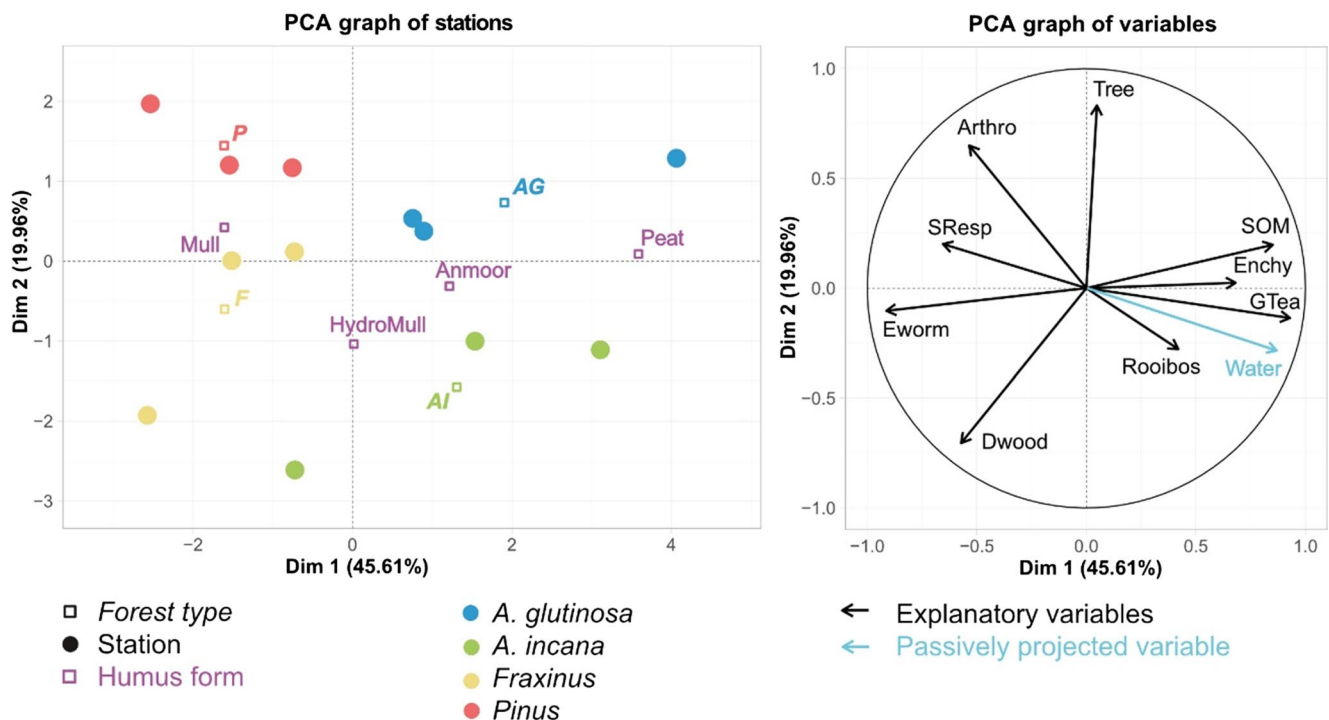 PCA graph of stations
2
1
0
−1
−2
−3
Dim 2 (19.96%)
P
AG
Mull
Peat
Anmoor
F
HydroMull
AI
−2
0
2
4
Dim 1 (45.61%)
PCA graph of variables
1.0
0.5
0.0
−0.5
−1.0
Dim 2 (19.96%)
Tree
Arthro
SResp
SOM
Enchy
GTea
Eworm
Rooibos
Water
Dwood
−1.0
−0.5
0.0
0.5
1.0
Dim 1 (45.61%)
Forest type
Station
Humus form
A. glutinosa
A. incana
Fraxinus
Pinus
Explanatory variables
Passively projected variable